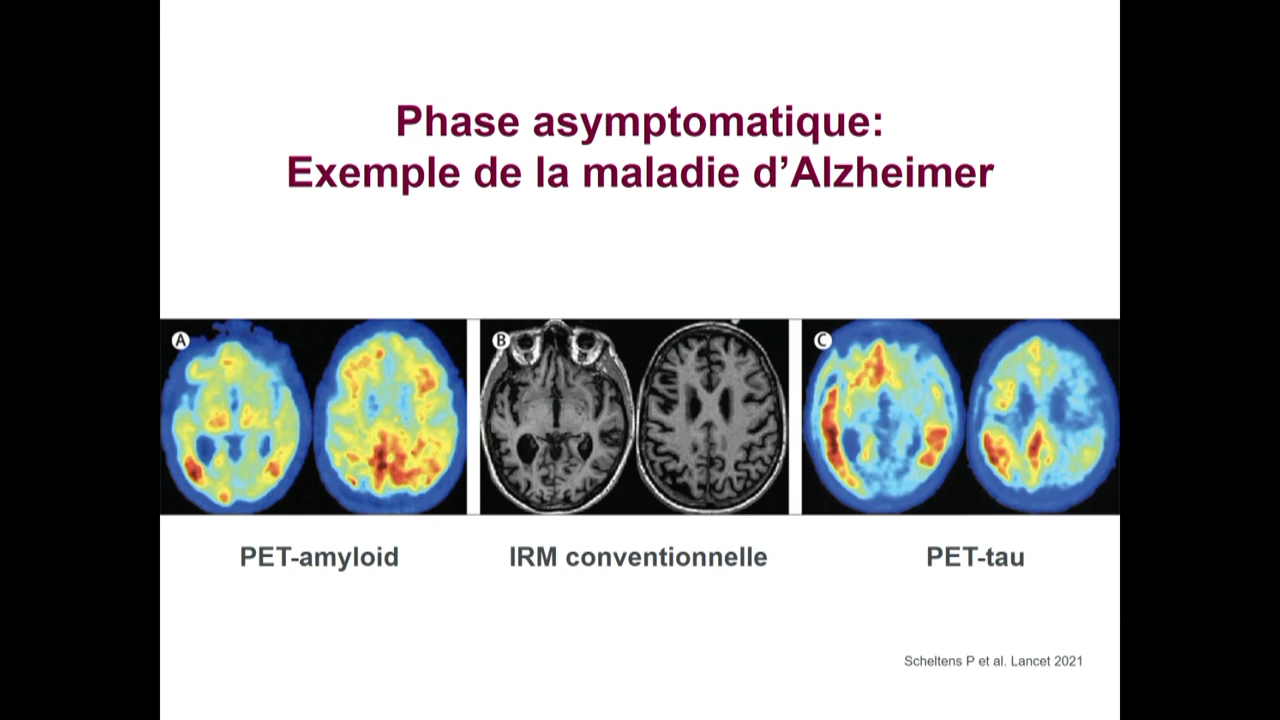 Phase asymptomatique:
Exemple de la maladie d’Alzheimer
A
B
C
PET-amyloid
IRM conventionnelle
PET-tau
Scheltens P et al. Lancet 2021